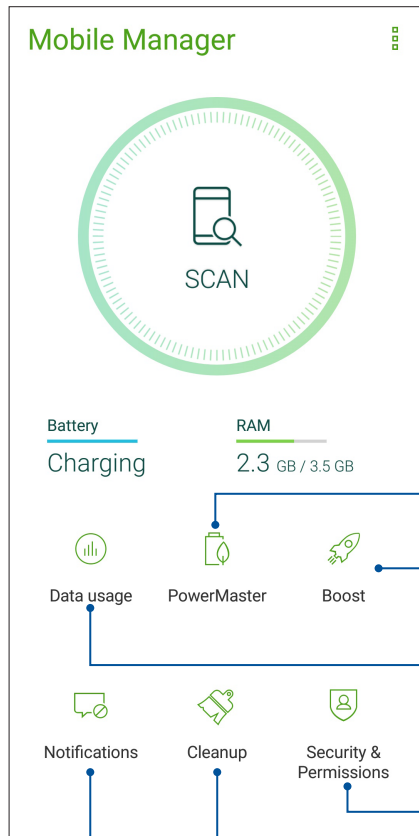 Mobile Manager
SCAN
Battery
RAM
Charging
2.3 GB / 3.5 GB
Data usage
PowerMaster
Boost
Notifications
Cleanup
Security &
Permissions